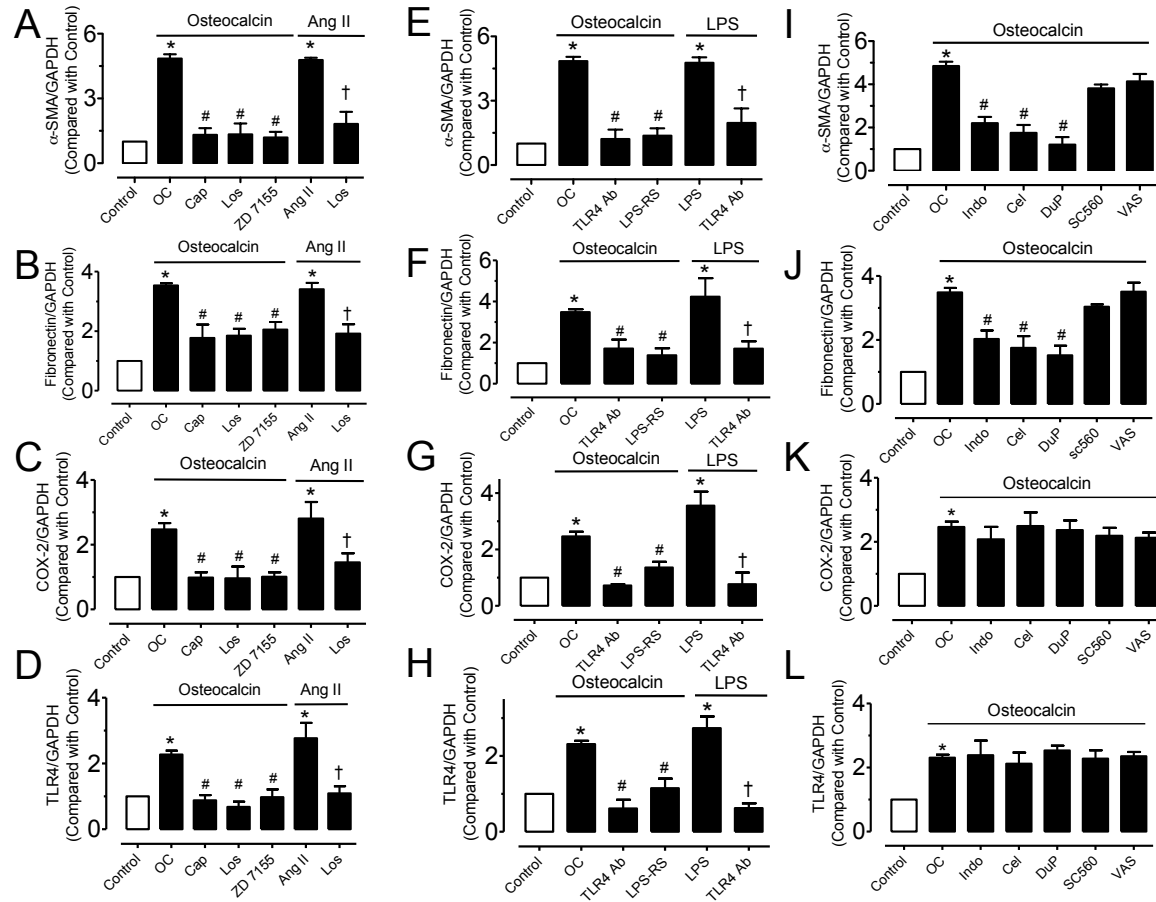 A
α-SMA/GAPDH
(Compared with Control)
Osteocalcin
Ang II
6
3
0
*
#
#
#
*
†
Control
OC
Cap
Los
ZD 7155
Ang II
Los
B
Fibronectin/GAPDH
(Compared with Control)
Osteocalcin
Ang II
4
2
0
*
#
#
#
*
†
Control
OC
Cap
Los
ZD 7155
Ang II
Los
C
COX-2/GAPDH
(Compared with Control)
Osteocalcin
Ang II
4
2
0
*
#
#
#
*
†
Control
OC
Cap
Los
ZD 7155
Ang II
Los
D
TLR4/GAPDH
(Compared with Control)
Osteocalcin
Ang II
4
2
0
*
#
#
#
*
†
Control
OC
Cap
Los
ZD 7155
Ang II
Los
E
α-SMA/GAPDH
(Compared with Control)
Osteocalcin
LPS
6
3
0
*
#
#
*
†
Control
OC
TLR4 Ab
LPS-RS
LPS
TLR4 Ab
F
Fibronectin/GAPDH
(Compared with Control)
Osteocalcin
LPS
6
4
2
0
*
#
#
*
†
Control
OC
TLR4 Ab
LPS-RS
LPS
TLR4 Ab
G
COX-2/GAPDH
(Compared with Control)
Osteocalcin
LPS
4
2
0
*
#
#
*
†
Control
OC
TLR4 Ab
LPS-RS
LPS
TLR4 Ab
H
TLR4/GAPDH
(Compared with Control)
Osteocalcin
LPS
4
2
0
*
#
#
*
†
Control
OC
TLR4 Ab
LPS-RS
LPS
TLR4 Ab
I
α-SMA/GAPDH
(Compared with Control)
Osteocalcin
6
4
2
0
*
#
#
#
Control
OC
Indo
Cel
DuP
SC560
VAS
J
Fibronectin/GAPDH
(Compared with Control)
Osteocalcin
4
2
0
*
#
#
#
Control
OC
Indo
Cel
DuP
sc560
VAS
K
COX-2/GAPDH
(Compared with Control)
Osteocalcin
4
2
0
*
Control
OC
Indo
Cel
DuP
SC560
VAS
L
TLR4/GAPDH
(Compared with Control)
Osteocalcin
4
2
0
*
Control
OC
Indo
Cel
DuP
SC560
VAS